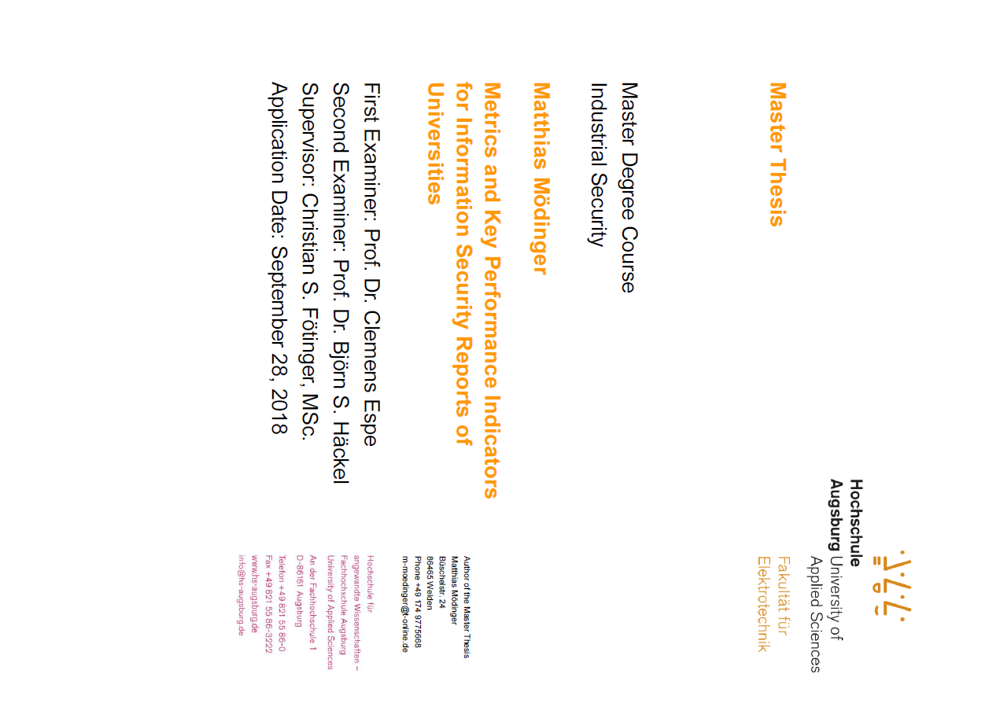 Hochschule
Augsburg University of
Applied Sciences
Fakultät für
Elektrotechnik
Master Thesis
Master Degree Course
Industrial Security
Matthias Mödinger
Metrics and Key Performance Indicators
for Information Security Reports of
Universities
First Examiner: Prof. Dr. Clemens Espe
Second Examiner: Prof. Dr. Björn S. Häckel
Supervisor: Christian S. Fötinger, MSc.
Application Date: September 28, 2018
Author of the Master Thesis
Matthias Mödinger
Büschelstr. 24
86465 Welden
Phone +49 174 9775668
m-moedinger@t-online.de
Hochschule für
angewandte Wissenschaften –
Fachhochschule Augsburg
University of Applied Sciences
An der Fachhochschule 1
D-86161 Augsburg
Telefon +49 821 55 86-0
Fax +49 821 55 86-3222
www.hs-augsburg.de
info@hs-augsburg.de